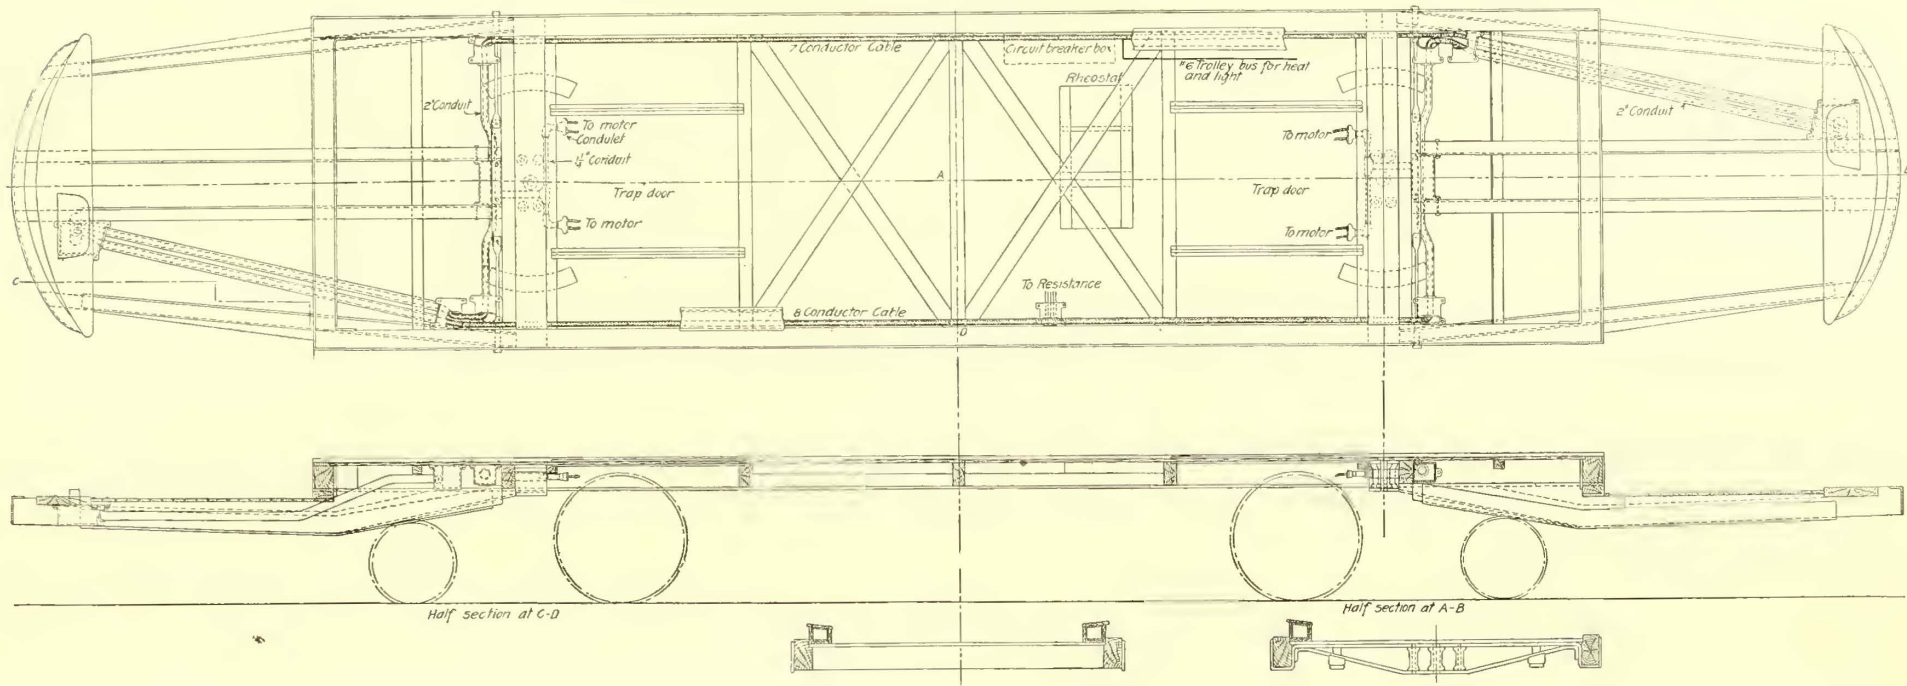 7 Conductor Cable
Circuit breaker box
#6 Trolley bus for heat
and light
Rheostat
2" Conduit
2" Conduit
To motor
Condulet
1¼" Conduit
To motor
A
B
Trap door
Trap door
To motor
To motor
C
To Resistance
8 Conductor Cable
D
Half section at C-D
Half section at A-B